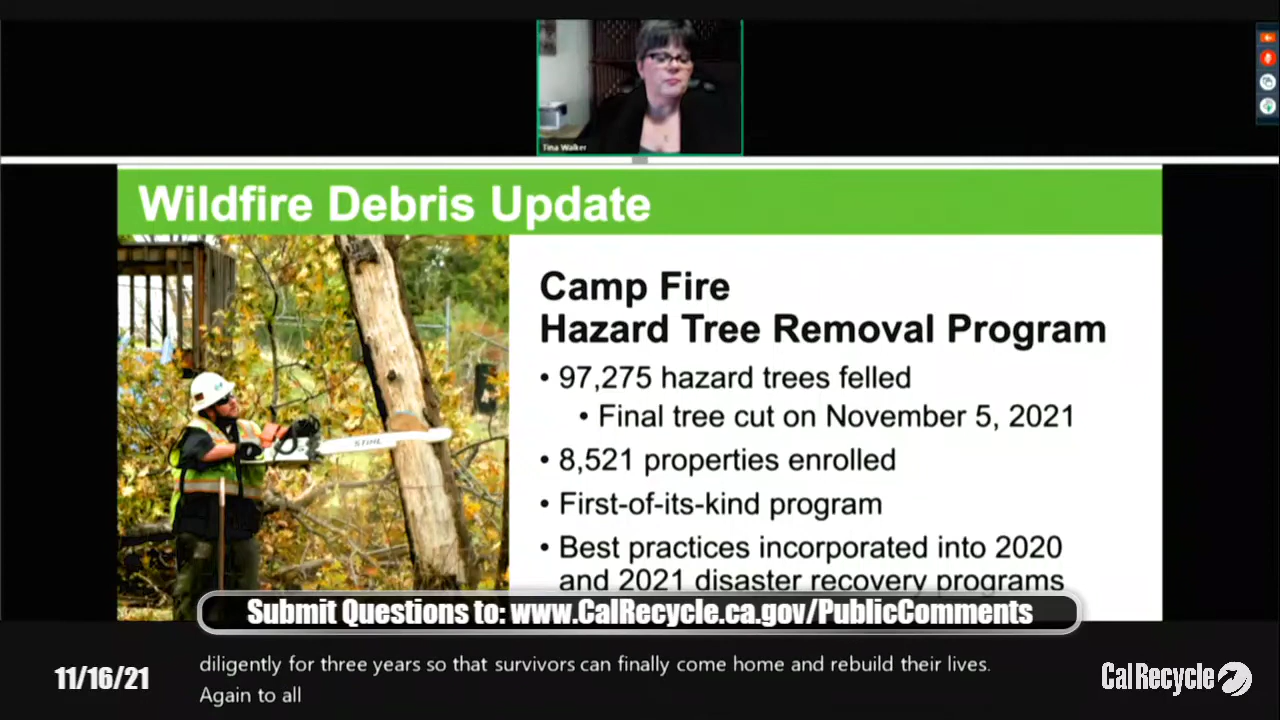 Tina Walker
Wildfire Debris Update
Camp Fire
Hazard Tree Removal Program
• 97,275 hazard trees felled
• Final tree cut on November 5, 2021
• 8,521 properties enrolled
• First-of-its-kind program
• Best practices incorporated into 2020
and 2021 disaster recovery programs
STIHL
Submit Questions to: www.CalRecycle.ca.gov/PublicComments
diligently for three years so that survivors can finally come home and rebuild their lives.
Again to all
11/16/21
CalRecycle